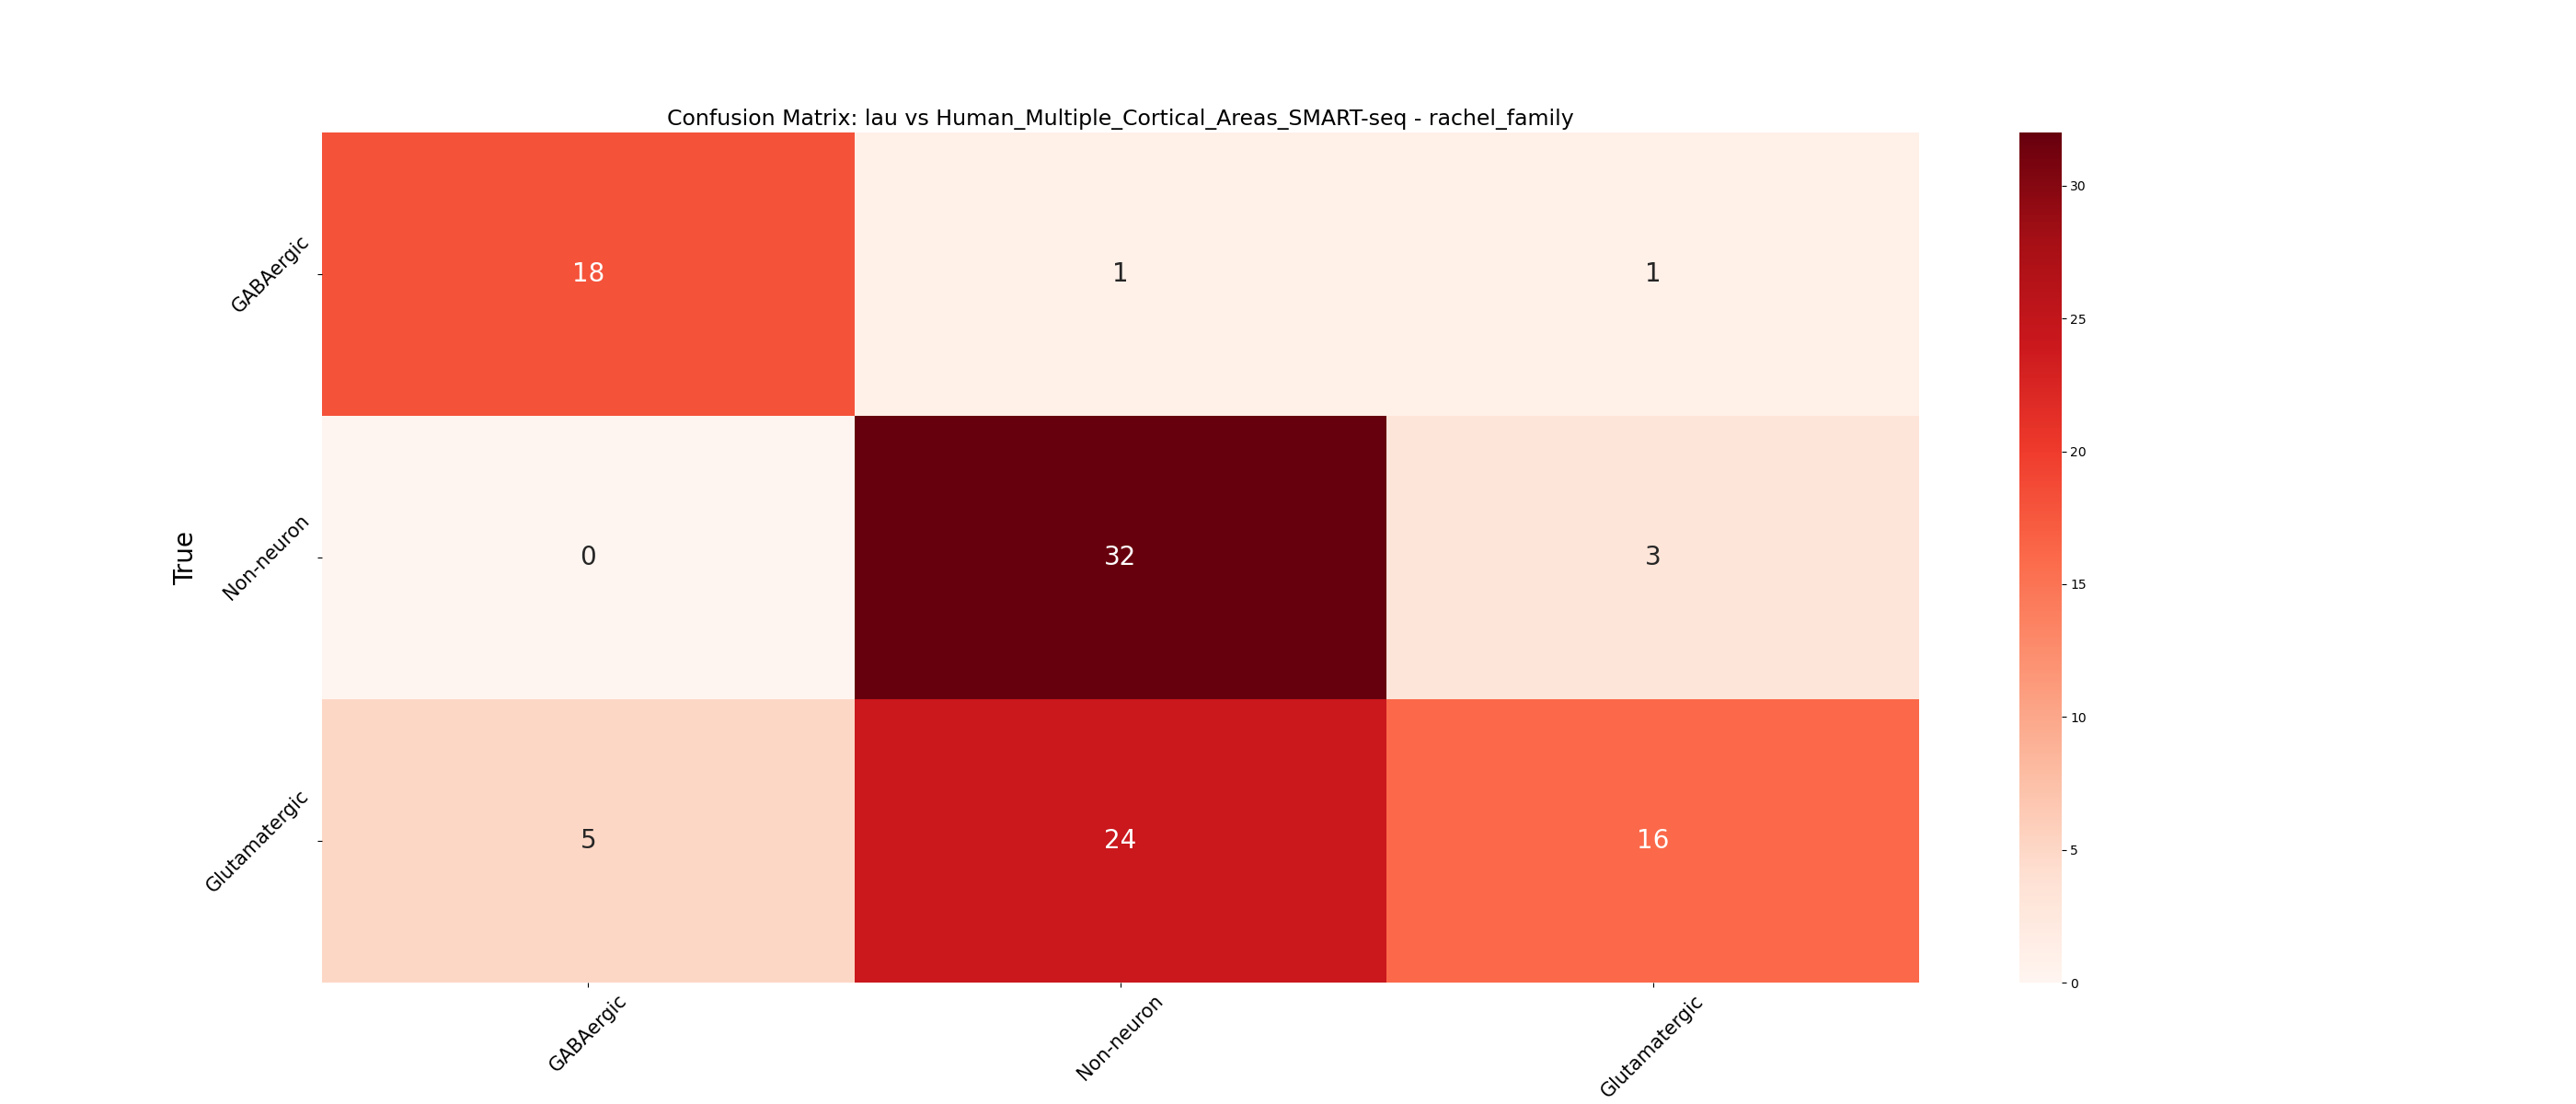 Confusion Matrix: lau vs Human_Multiple_Cortical_Areas_SMART-seq - rachel_family
True
GABAergic
18
1
1
Non-neuron
0
32
3
Glutamatergic
5
24
16
GABAergic
Non-neuron
Glutamatergic
30
25
20
15
10
5
0